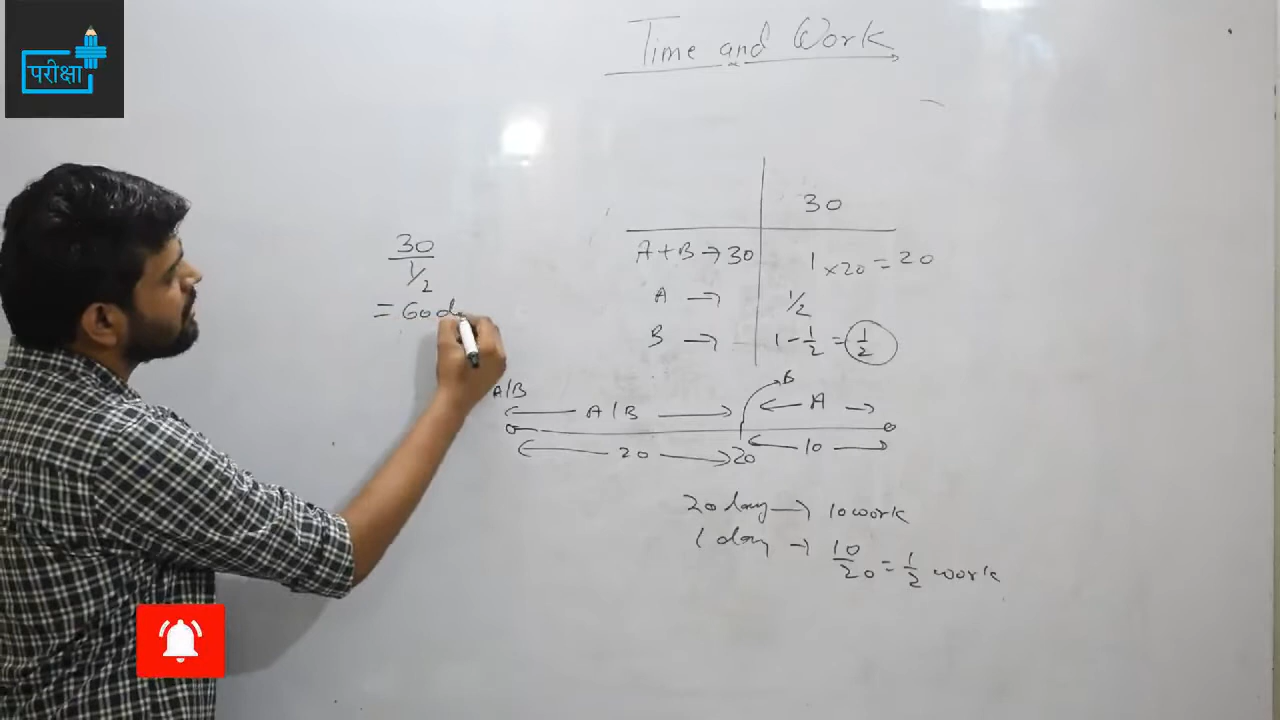 परीक्षा
Time and Work
30
A+B → 30 1 ×20 = 20
A → 1/2
B → 1 - 1/2 = 1/2
30
1/2
= 60 d
A/B
A/B
B
A
20
20
10
20 day → 10 work
1 day → 10/20 = 1/2 work